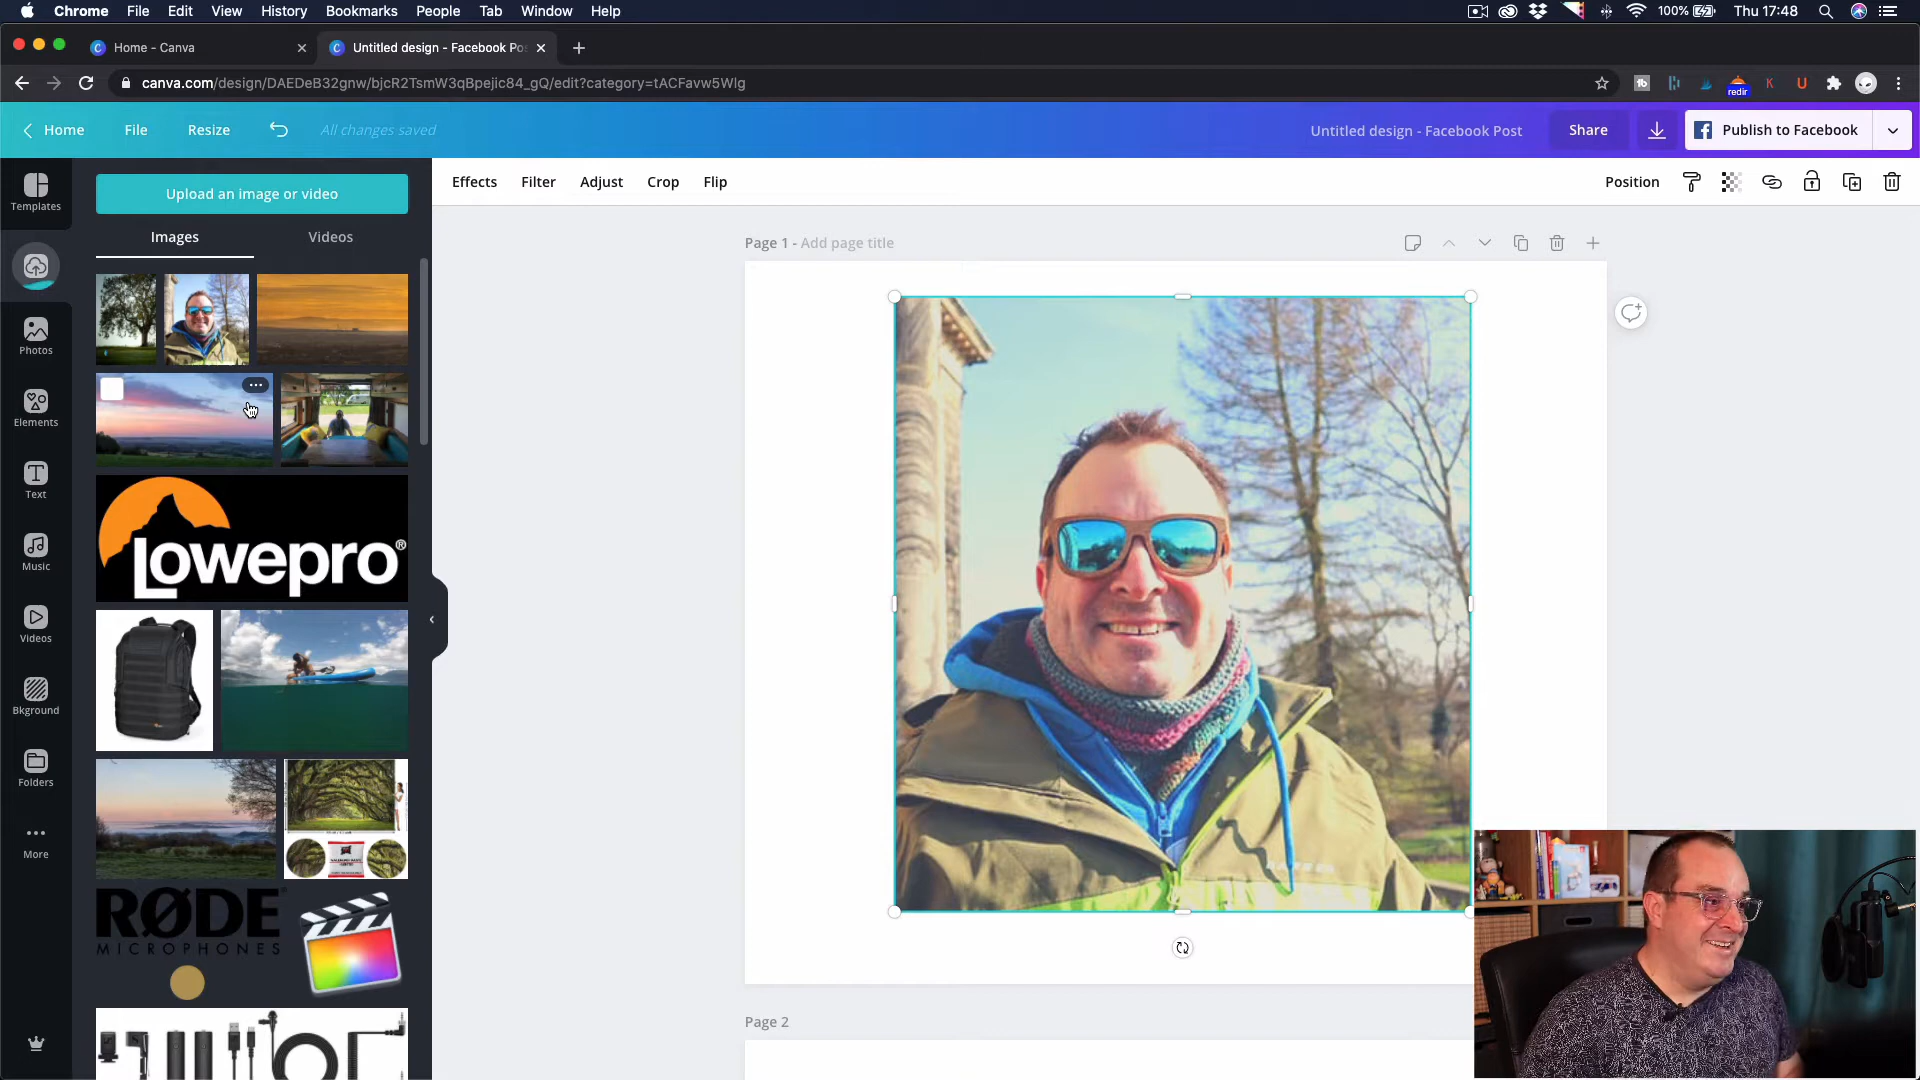 Chrome File Edit View History Bookmarks People Tab Window Help 100% Thu 17:48
Home - Canva
Untitled design - Facebook Po
canva.com/design/DAEDeB32gnw/bjcR2TsmW3qBpejic84_gQ/edit?category=tACFavw5Wlg
redir
Home File Resize All changes saved Untitled design - Facebook Post Share Publish to Facebook
Templates
Photos
Elements
Text
Music
Videos
Bkground
Folders
More
Upload an image or video
Images Videos
Lowepro®
RØDE
MICROPHONES
Effects Filter Adjust Crop Flip Position
Page 1 - Add page title
Page 2